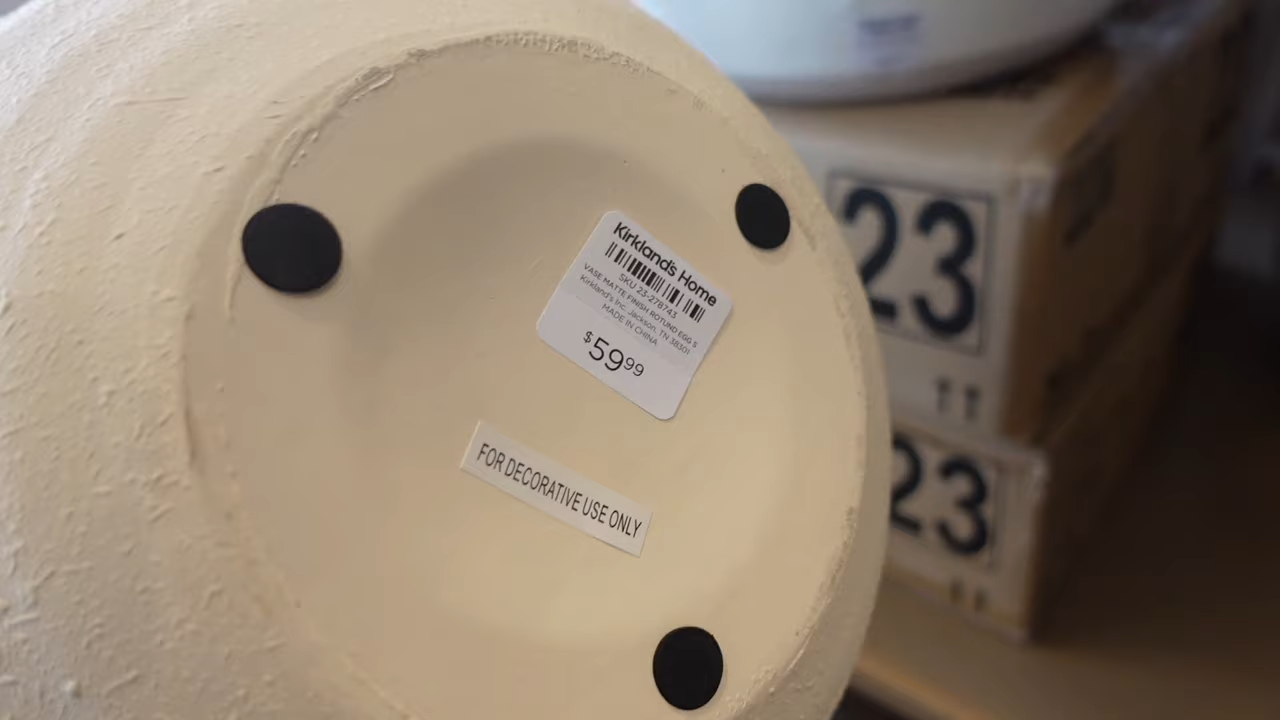 Kirkland's Home
SKU 23-278743
VASE MATTE FINISH ROTUND EGG S
Kirkland's Inc. Jackson, TN 38301
MADE IN CHINA
$59.99
FOR DECORATIVE USE ONLY
23
23